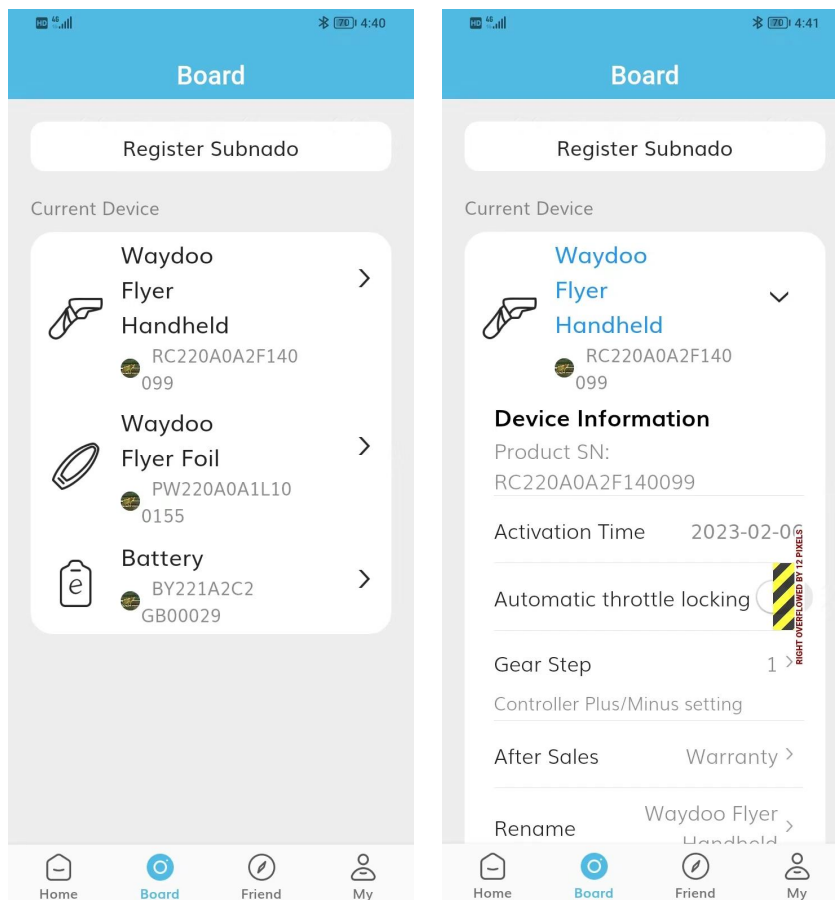 HD 4G 70 4:40
Board
Register Subnado
Current Device
Waydoo
Flyer
Handheld
RC220A0A2F140
099
Waydoo
Flyer Foil
PW220A0A1L10
0155
Battery
e
BY221A2C2
GB00029
Home Board Friend My
HD 4G 70 4:41
Board
Register Subnado
Current Device
Waydoo
Flyer
Handheld
RC220A0A2F140
099
Device Information
Product SN:
RC220A0A2F140099
Activation Time 2023-02-06
RIGHT OVERFLOWED BY 12 PIXELS
Automatic throttle locking
Gear Step 1
Controller Plus/Minus setting
After Sales Warranty
Rename Waydoo Flyer
Handheld
Home Board Friend My